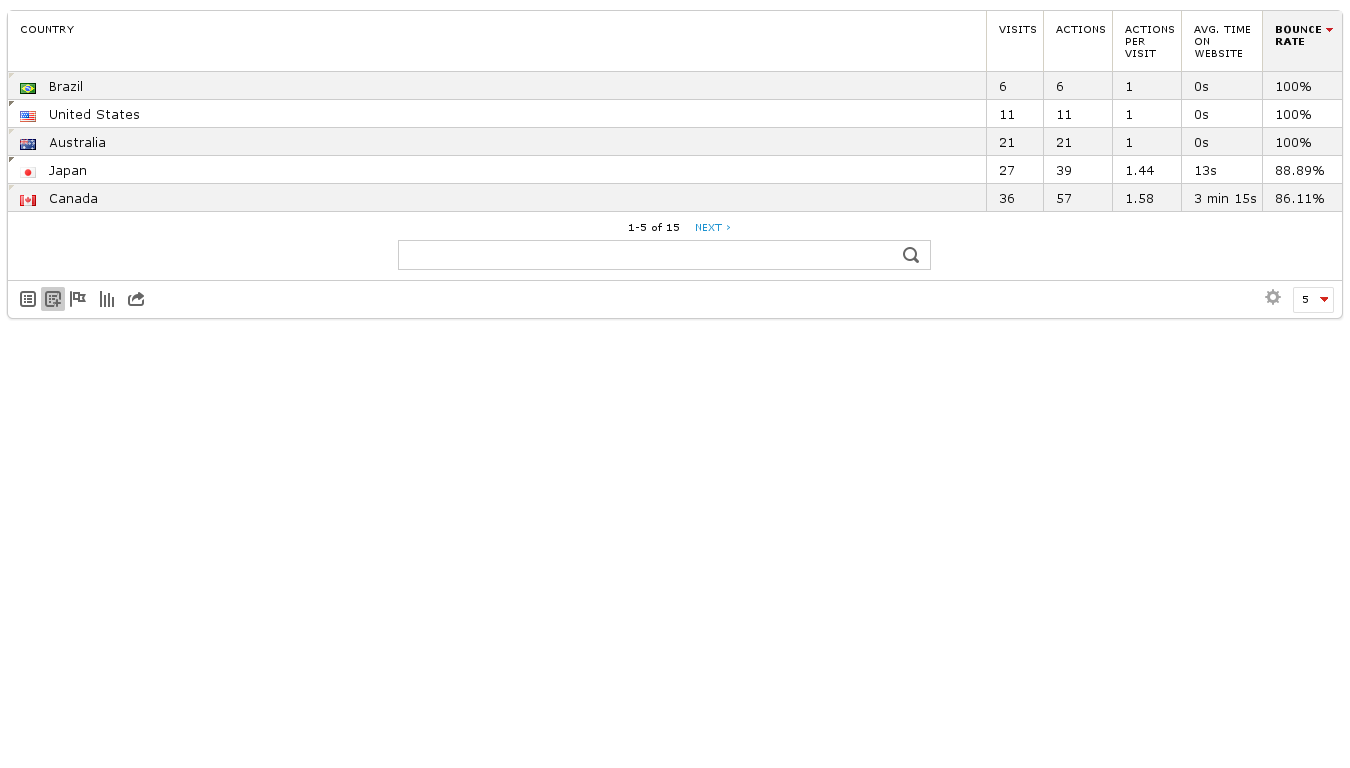 COUNTRY VISITS ACTIONS ACTIONS PER VISIT AVG. TIME ON WEBSITE BOUNCE RATE
Brazil 6 6 1 0s 100%
United States 11 11 1 0s 100%
Australia 21 21 1 0s 100%
Japan 27 39 1.44 13s 88.89%
Canada 36 57 1.58 3 min 15s 86.11%
1-5 of 15 NEXT ›
5